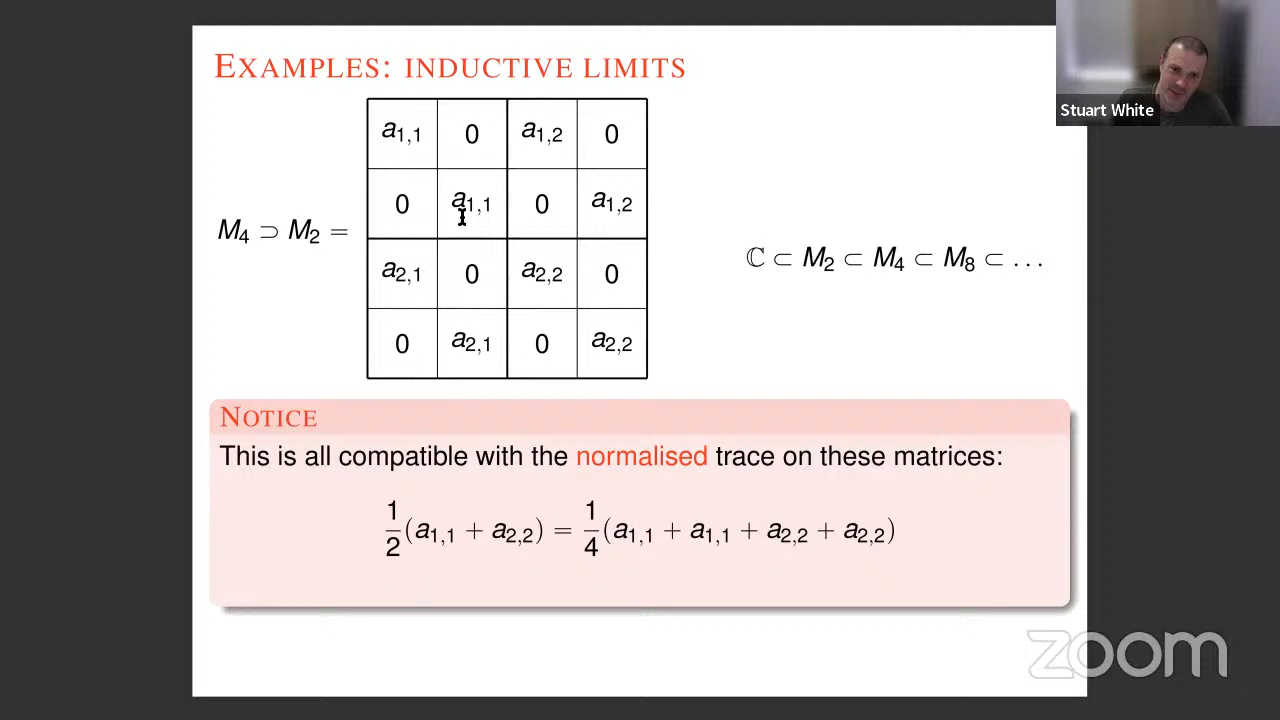 EXAMPLES: INDUCTIVE LIMITS
Stuart White
a1,1 0 a1,2 0
0 a1,1 0 a1,2
M4 ⊃ M2 =
a2,1 0 a2,2 0
0 a2,1 0 a2,2
ℂ ⊂ M2 ⊂ M4 ⊂ M8 ⊂ ...
NOTICE
This is all compatible with the normalised trace on these matrices:
1/2(a1,1 + a2,2) = 1/4(a1,1 + a1,1 + a2,2 + a2,2)
zoom